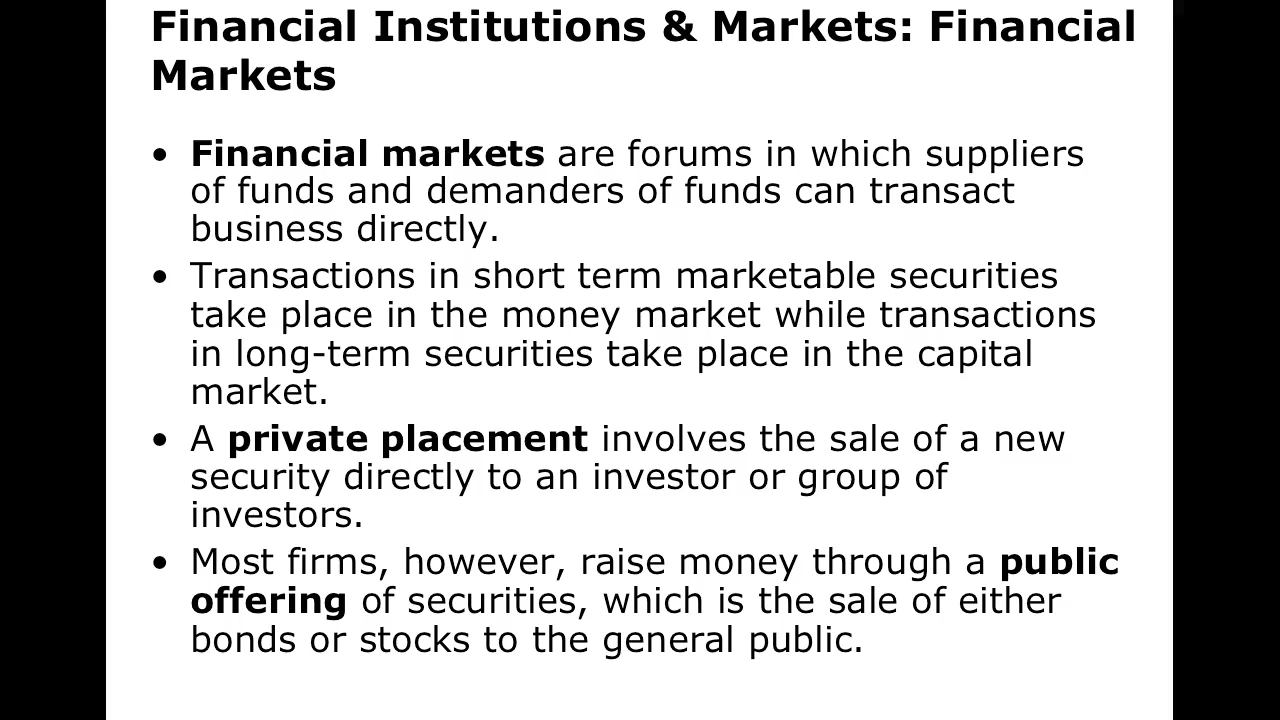 Financial Institutions & Markets: Financial
Markets
• Financial markets are forums in which suppliers
of funds and demanders of funds can transact
business directly.
• Transactions in short term marketable securities
take place in the money market while transactions
in long-term securities take place in the capital
market.
• A private placement involves the sale of a new
security directly to an investor or group of
investors.
• Most firms, however, raise money through a public
offering of securities, which is the sale of either
bonds or stocks to the general public.